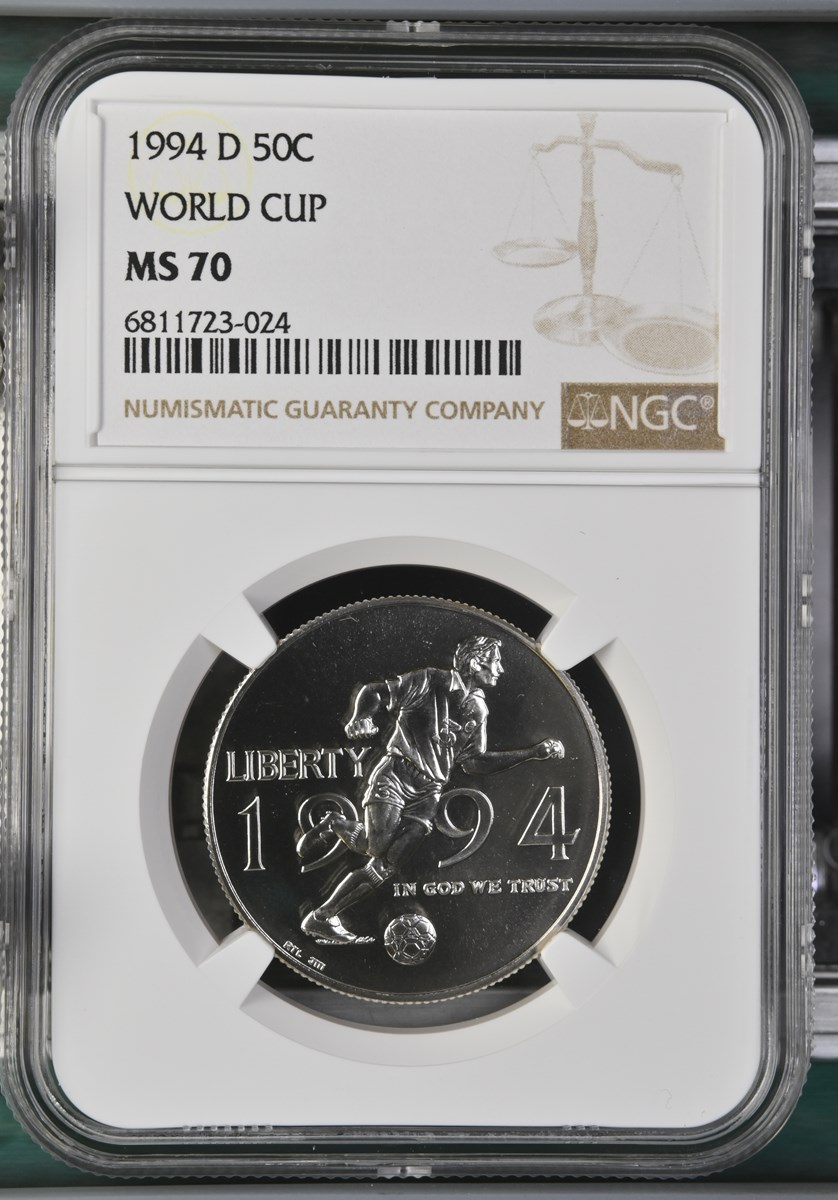 1994 D 50C
WORLD CUP
MS 70
6811723-024
NUMISMATIC GUARANTY COMPANY
NGC®
LIBERTY
1994
IN GOD WE TRUST